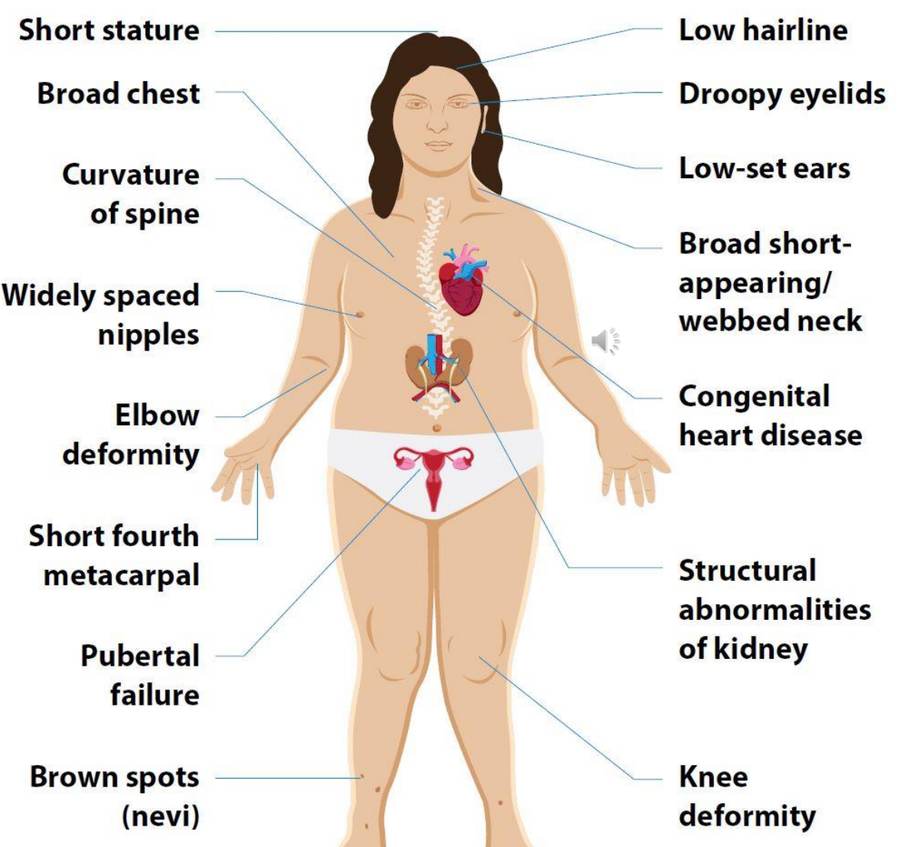 Short stature
Broad chest
Curvature
of spine
Widely spaced
nipples
Elbow
deformity
Short fourth
metacarpal
Pubertal
failure
Brown spots
(nevi)
Low hairline
Droopy eyelids
Low-set ears
Broad short-
appearing/
webbed neck
Congenital
heart disease
Structural
abnormalities
of kidney
Knee
deformity